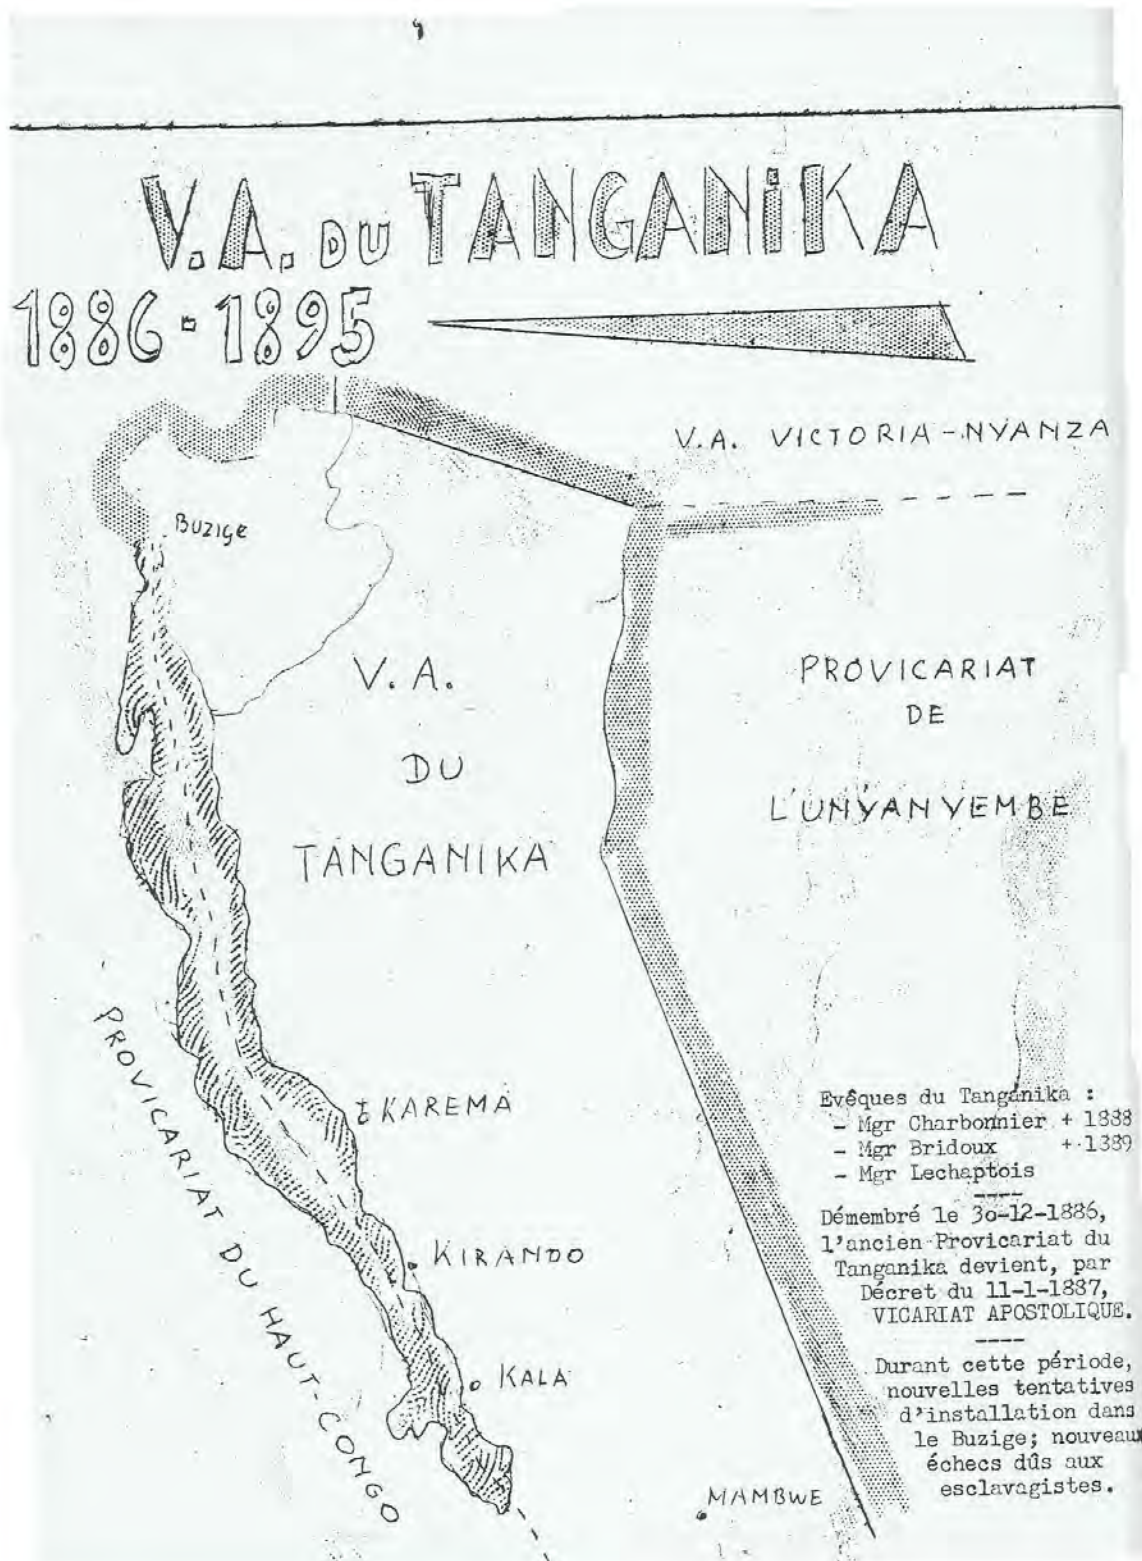 V.A. DU TANGANiKA
1886-1895
V.A. VICTORIA-NYANZA
BUZIGE
V. A.
DU
TANGANIKA
PROVICARIAT
DE
L'UNYANYEMBE
KAREMA
KIRANDO
KALA
MAMBWE
PROVICARIAT DU HAUT-CONGO
Evêques du Tanganika :
- Mgr Charbonnier + 1888
- Mgr Bridoux + 1889
- Mgr Lechaptois
----
Démembré le 30-12-1886,
l'ancien Provicariat du
Tanganika devient, par
Décret du 11-1-1887,
VICARIAT APOSTOLIQUE.
----
Durant cette période,
nouvelles tentatives
d'installation dans
le Buzige; nouveaux
échecs dûs aux
esclavagistes.